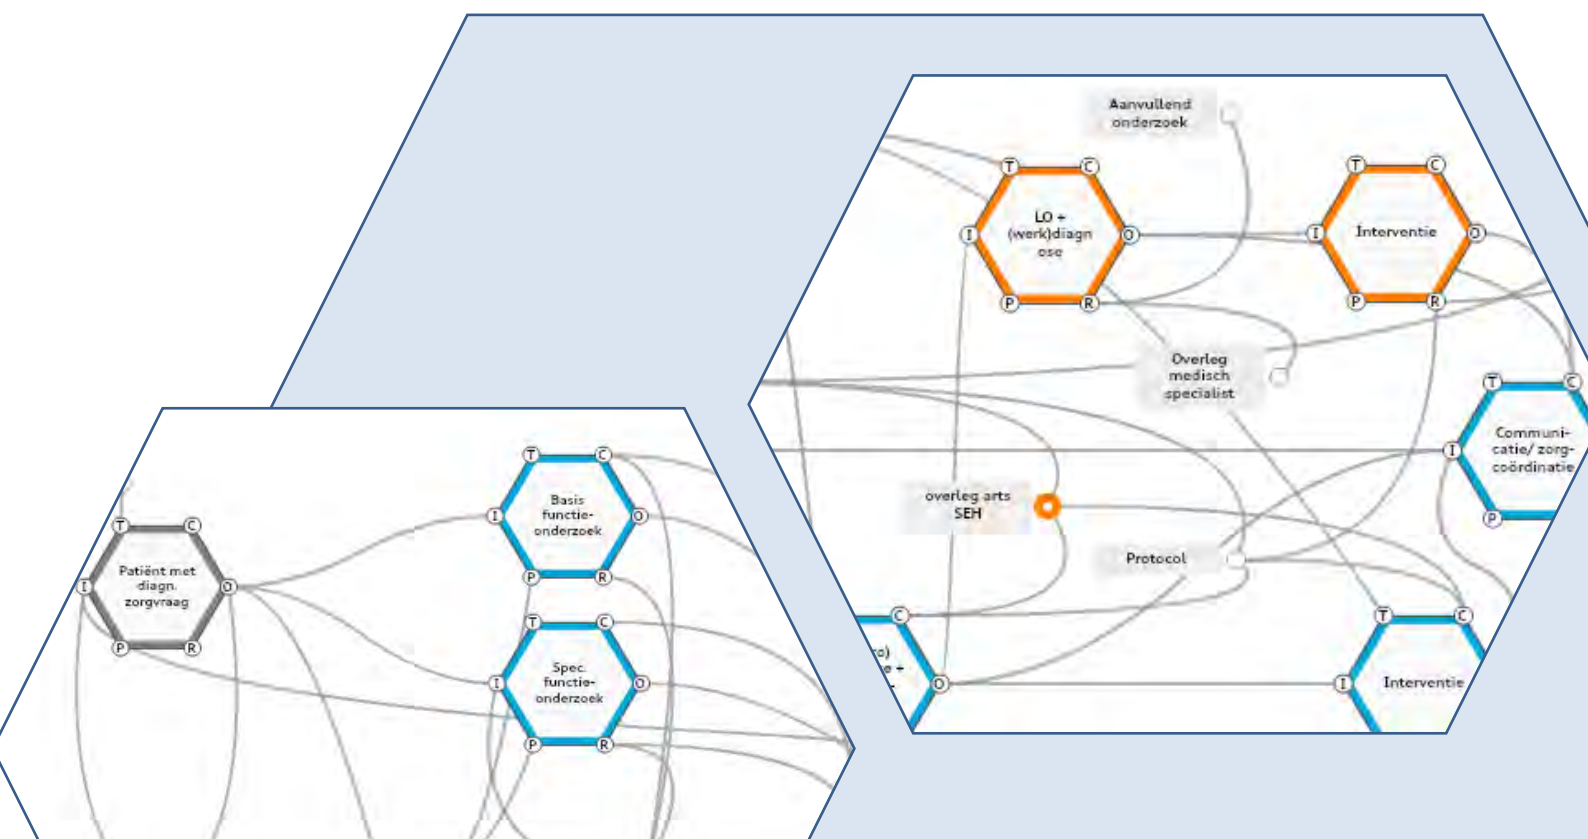 Aanvullend
onderzoek
T
C
LO +
(werk)diagn
ose
I
O
P
R
T
C
Interventie
I
O
P
R
Overleg
medisch
specialist
T
C
Communi-
catie/ zorg-
coördinatie
I
P
overleg arts
SEH
Protocol
C
e +
O
T
C
I
Interventie
T
C
Basis
functie-
onderzoek
I
O
P
R
T
C
Patiënt met
diagn.
zorgvraag
I
O
P
R
T
C
Spec.
functie-
onderzoek
I
O
P
R